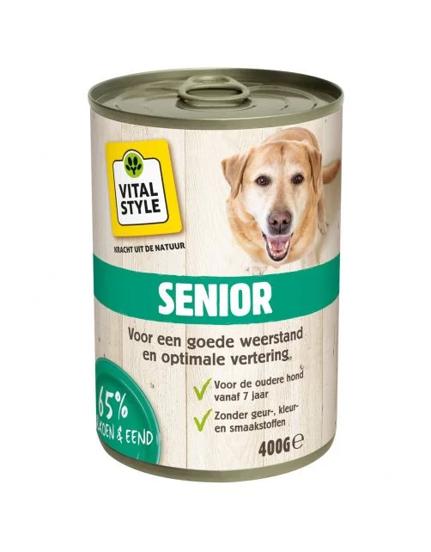 VITAL
STYLE
KRACHT UIT DE NATUUR
SENIOR
Voor een goede weerstand
en optimale vertering.
Voor de oudere hond
vanaf 7 jaar
Zonder geur-, kleur-
en smaakstoffen
65%
& EEND
400G℮